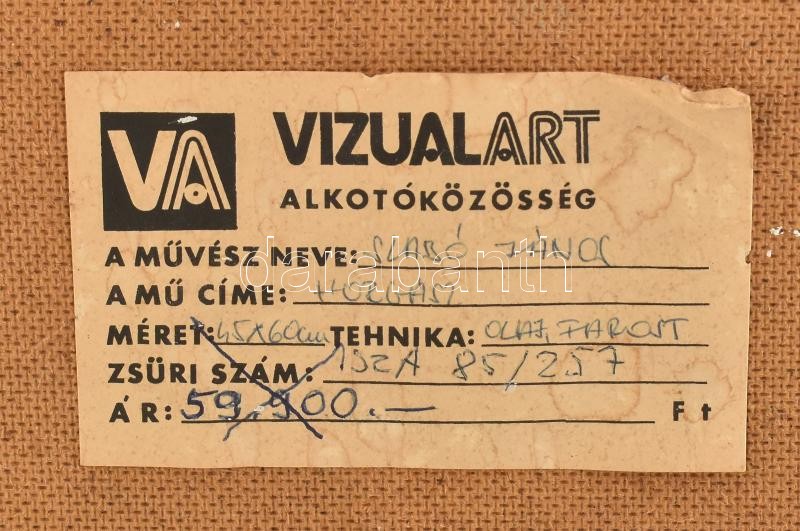 VA VIZUALART
ALKOTÓKÖZÖSSÉG
A MŰVÉSZ NEVE: SZABÓ JÁNOS
darabanth
A MŰ CÍME:
MÉRET: 45x60cm TEHNIKA: OLAJ, FAROST
ZSÜRI SZÁM: 85/257
ÁR: 59.900.— Ft